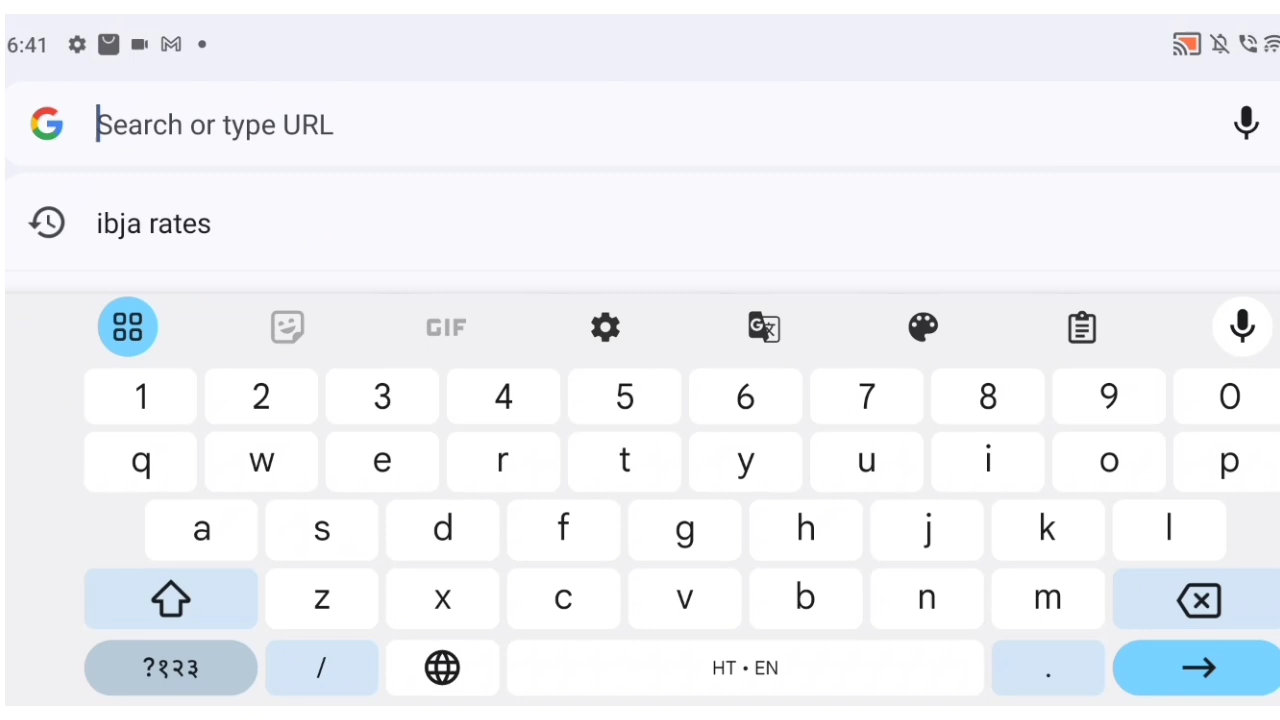 6:41
Search or type URL
ibja rates
GIF
1 2 3 4 5 6 7 8 9 0
q w e r t y u i o p
a s d f g h j k l
z x c v b n m
?१२३ / HT • EN .